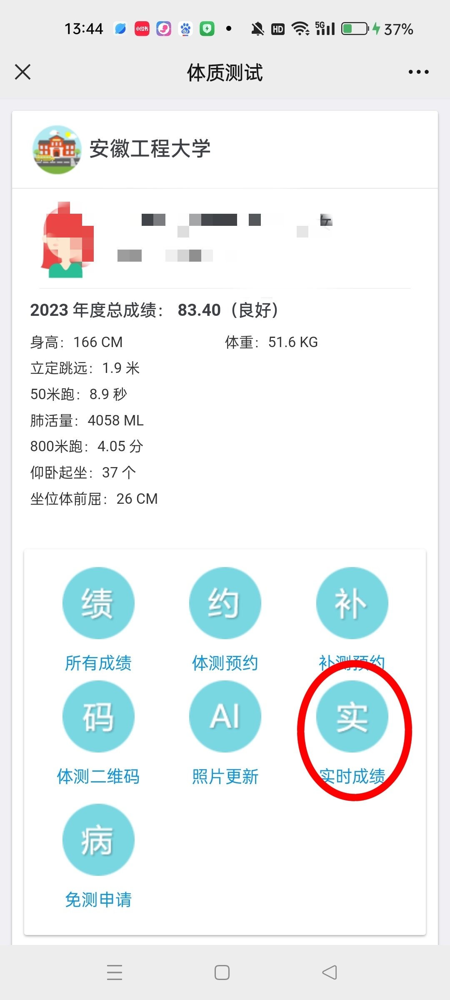 13:44 小红书 du HD 5G 37%
体质测试
安徽工程大学
2023 年度总成绩： 83.40（良好）
身高：166 CM 体重：51.6 KG
立定跳远：1.9 米
50米跑：8.9 秒
肺活量：4058 ML
800米跑：4.05 分
仰卧起坐：37 个
坐位体前屈：26 CM
绩 约 补
所有成绩 体测预约 补测预约
码 AI 实
体测二维码 照片更新 实时成绩
病
免测申请